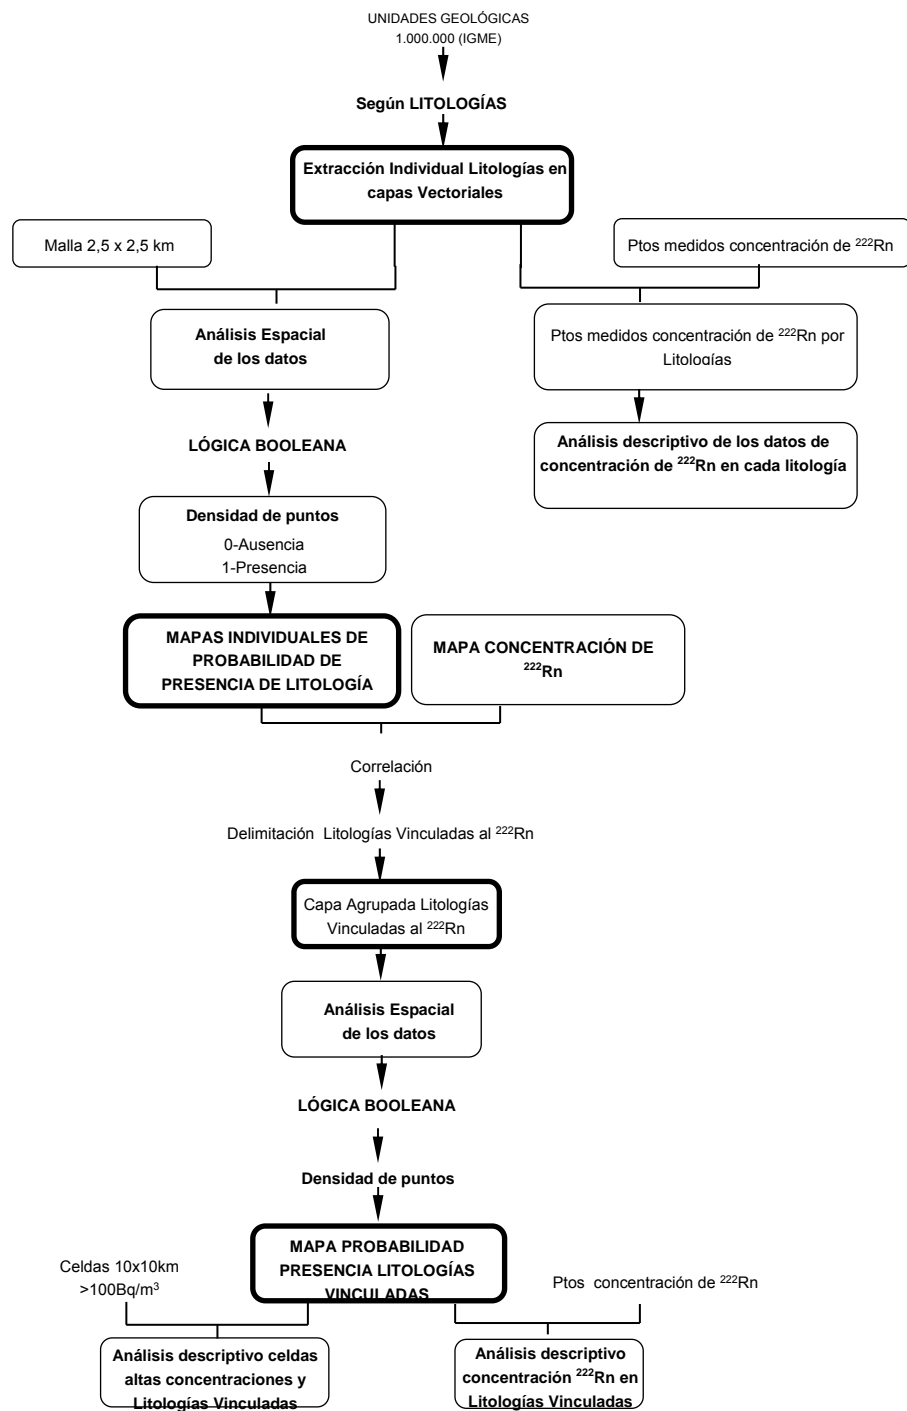 UNIDADES GEOLÓGICAS
1.000.000 (IGME)
Según LITOLOGÍAS
Extracción Individual Litologías en
capas Vectoriales
Malla 2,5 x 2,5 km
Ptos medidos concentración de ²²²Rn
Análisis Espacial
de los datos
Ptos medidos concentración de ²²²Rn por
Litologías
LÓGICA BOOLEANA
Análisis descriptivo de los datos de
concentración de ²²²Rn en cada litología
Densidad de puntos
0-Ausencia
1-Presencia
MAPAS INDIVIDUALES DE
PROBABILIDAD DE
PRESENCIA DE LITOLOGÍA
MAPA CONCENTRACIÓN DE
²²²Rn
Correlación
Delimitación Litologías Vinculadas al ²²²Rn
Capa Agrupada Litologías
Vinculadas al ²²²Rn
Análisis Espacial
de los datos
LÓGICA BOOLEANA
Densidad de puntos
MAPA PROBABILIDAD
PRESENCIA LITOLOGÍAS
VINCULADAS
Celdas 10x10km
>100Bq/m³
Ptos concentración de ²²²Rn
Análisis descriptivo celdas
altas concentraciones y
Litologías Vinculadas
Análisis descriptivo
concentración ²²²Rn en
Litologías Vinculadas